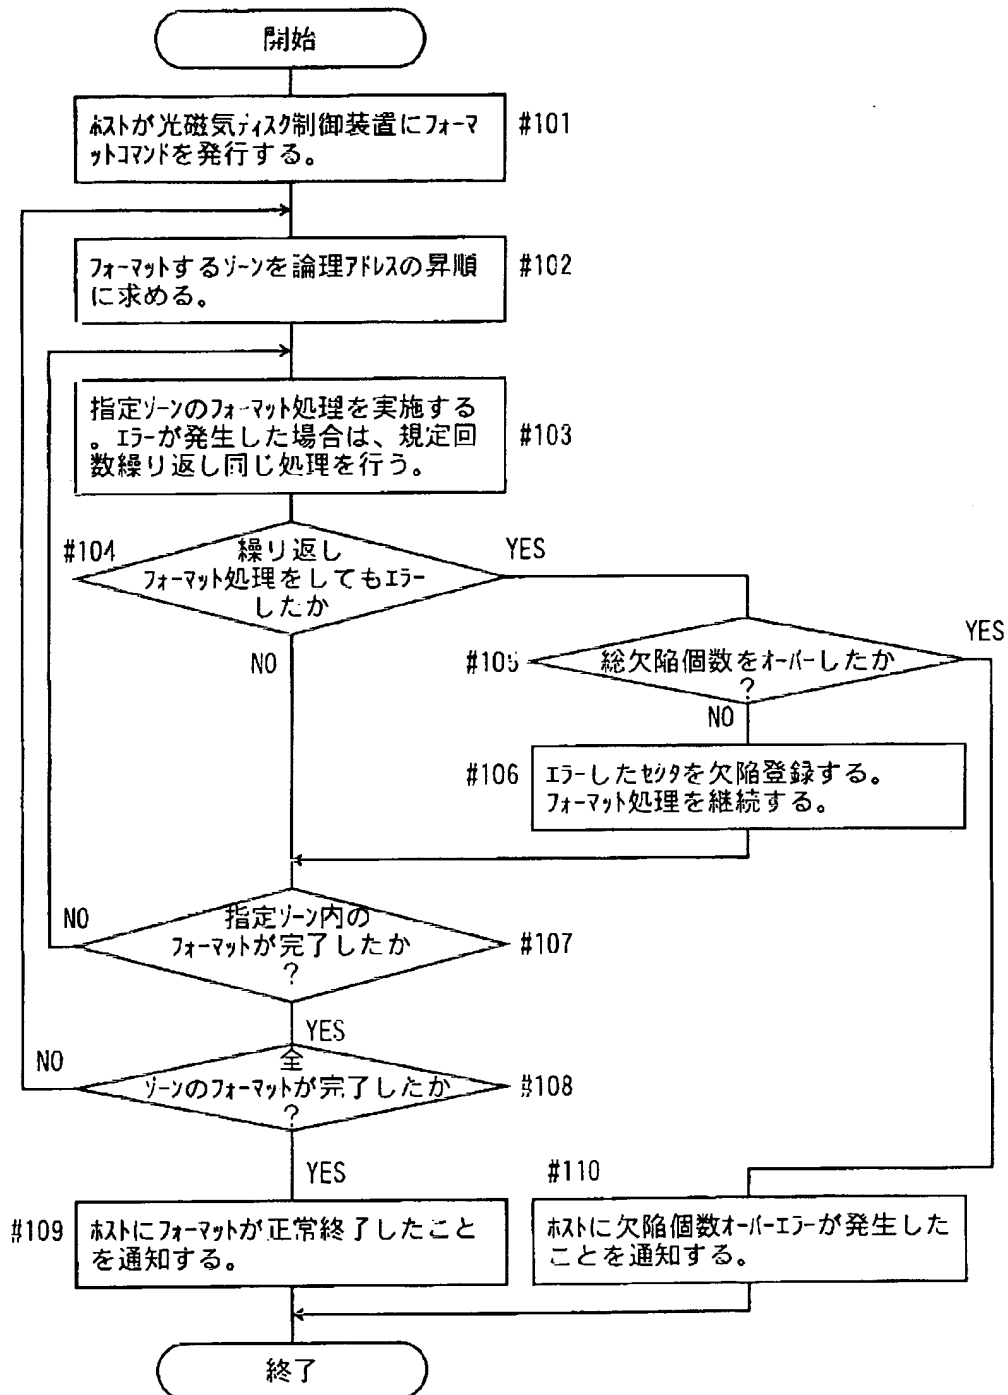 開始
ホストが光磁気ディスク制御装置にフォーマ
ットコマンドを発行する。
#101
フォーマットするゾーンを論理アドレスの昇順
に求める。
#102
指定ゾーンのフォーマット処理を実施する
。エラーが発生した場合は、規定回
数繰り返し同じ処理を行う。
#103
#104
繰り返し
フォーマット処理をしてもエラー
したか
YES
NO
#105
総欠陥個数をオーバーしたか
?
YES
NO
#106
エラーしたセクタを欠陥登録する。
フォーマット処理を継続する。
指定ゾーン内の
フォーマットが完了したか
?
NO
#107
YES
全
ゾーンのフォーマットが完了したか
?
NO
#108
YES
#109
ホストにフォーマットが正常終了したこと
を通知する。
#110
ホストに欠陥個数オーバーエラーが発生した
ことを通知する。
終了